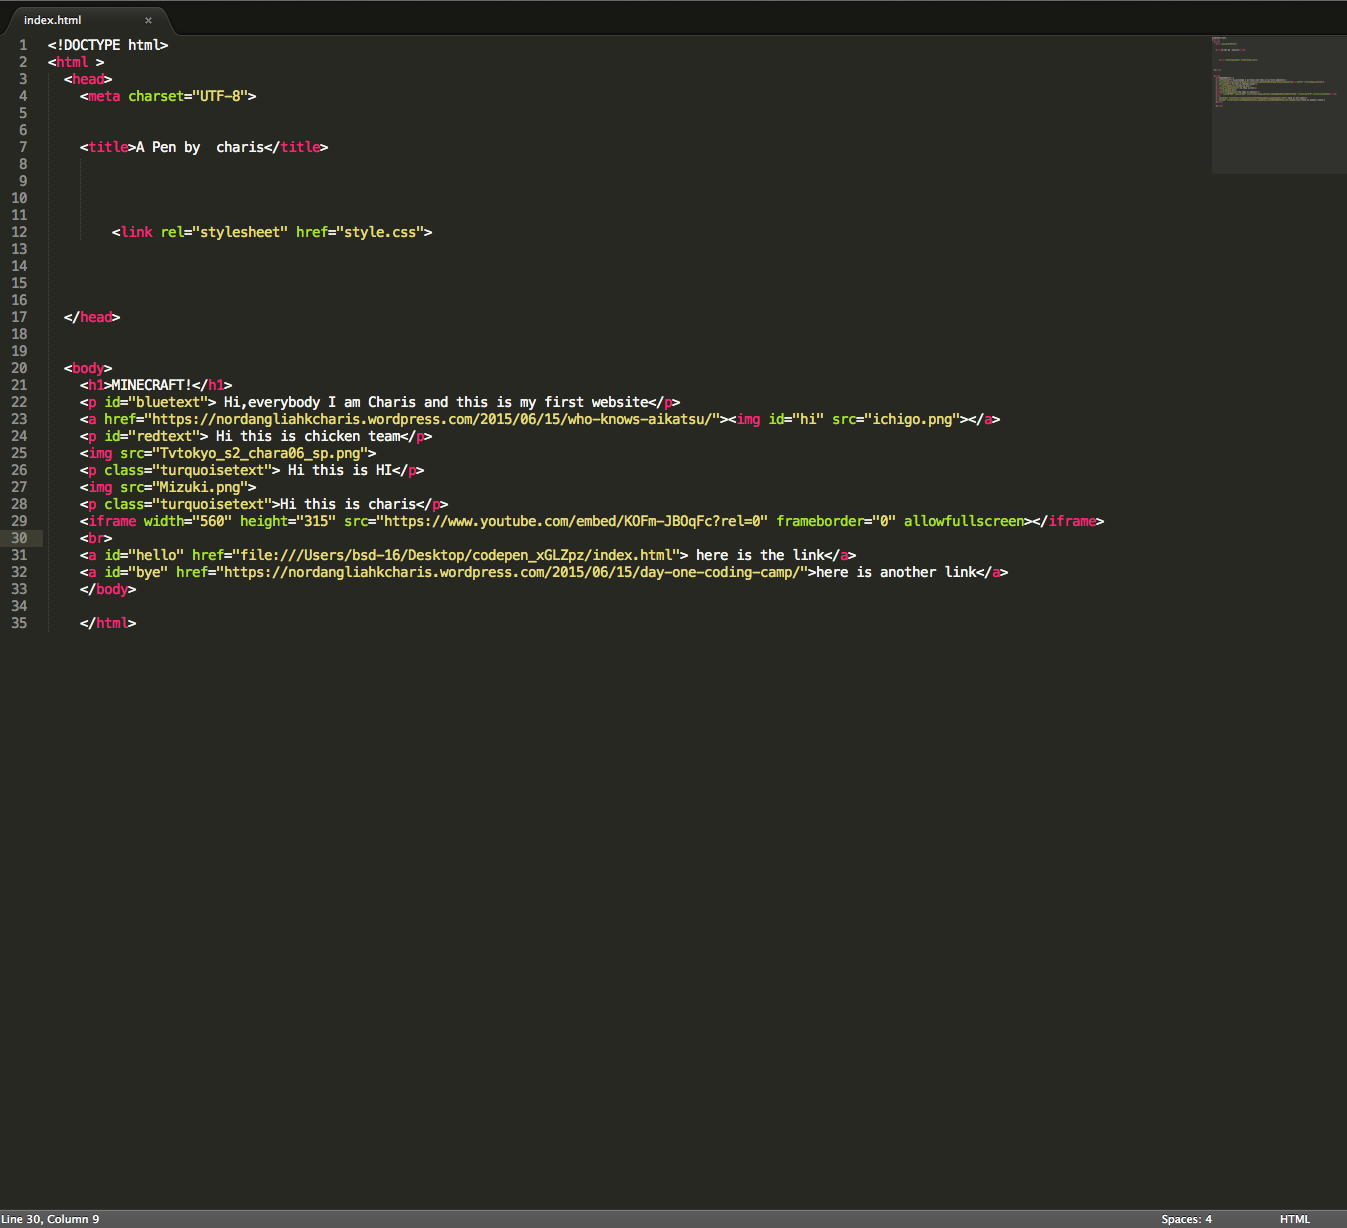 index.html ×
1 <!DOCTYPE html>
2 <html >
3 <head>
4 <meta charset="UTF-8">
5
6
7 <title>A Pen by  charis</title>
8
9
10
11
12 <link rel="stylesheet" href="style.css">
13
14
15
16
17 </head>
18
19
20 <body>
21 <h1>MINECRAFT!</h1>
22 <p id="bluetext"> Hi,everybody I am Charis and this is my first website</p>
23 <a href="https://nordangliahkcharis.wordpress.com/2015/06/15/who-knows-aikatsu/"><img id="hi" src="ichigo.png"></a>
24 <p id="redtext"> Hi this is chicken team</p>
25 <img src="Tvtokyo_s2_chara06_sp.png">
26 <p class="turquoisetext"> Hi this is HI</p>
27 <img src="Mizuki.png">
28 <p class="turquoisetext">Hi this is charis</p>
29 <iframe width="560" height="315" src="https://www.youtube.com/embed/KOFm-JBOqFc?rel=0" frameborder="0" allowfullscreen></iframe>
30 <br>
31 <a id="hello" href="file:///Users/bsd-16/Desktop/codepen_xGLZpz/index.html"> here is the link</a>
32 <a id="bye" href="https://nordangliahkcharis.wordpress.com/2015/06/15/day-one-coding-camp/">here is another link</a>
33 </body>
34
35 </html>
Line 30, Column 9 Spaces: 4 HTML